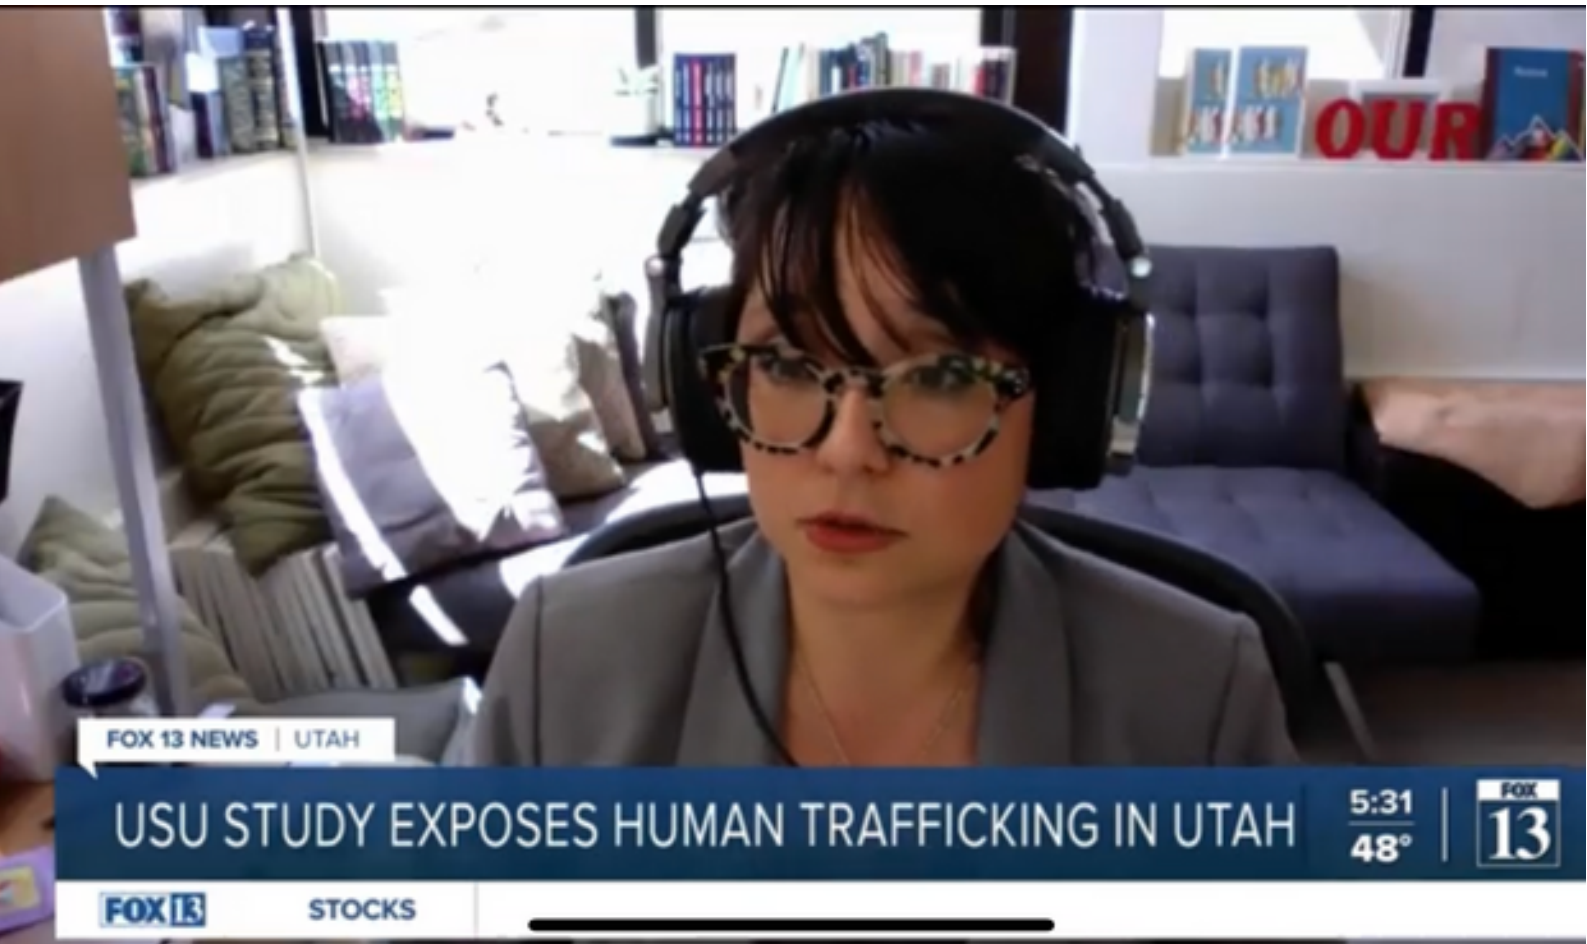 OUR
FOX 13 NEWS | UTAH
USU STUDY EXPOSES HUMAN TRAFFICKING IN UTAH
5:31
48°
FOX
13
FOX 13
STOCKS